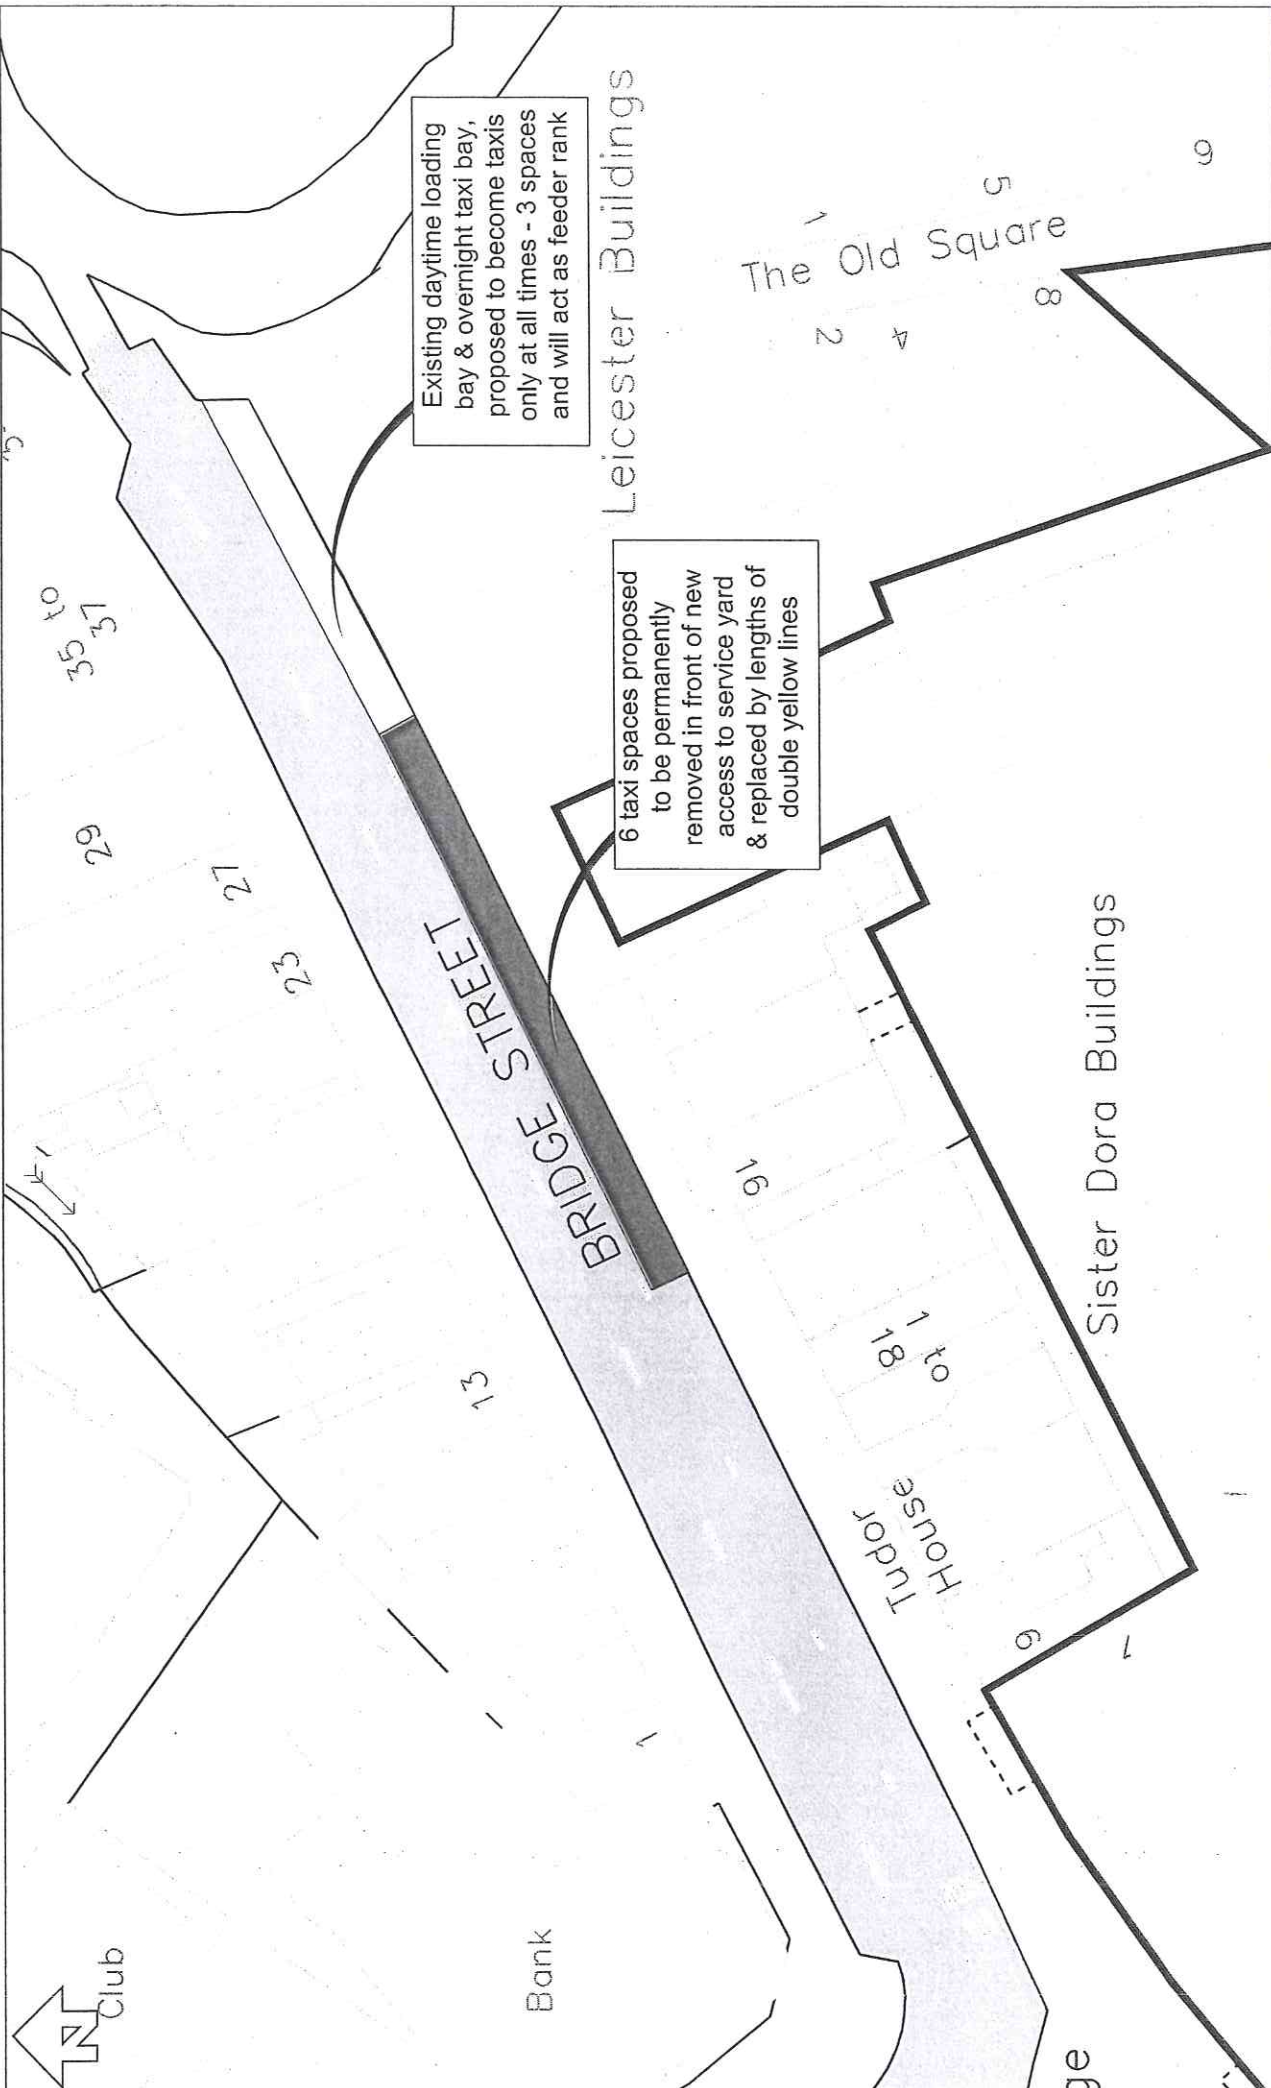 N
Club
35 to
37
29
27
23
13
1
Bank
BRIDGE STREET
Existing daytime loading
bay & overnight taxi bay,
proposed to become taxis
only at all times - 3 spaces
and will act as feeder rank
Leicester Buildings
6 taxi spaces proposed
to be permanently
removed in front of new
access to service yard
& replaced by lengths of
double yellow lines
The Old Square
1
2
4
5
8
6
16
1 to
18
Tudor
House
Sister Dora Buildings